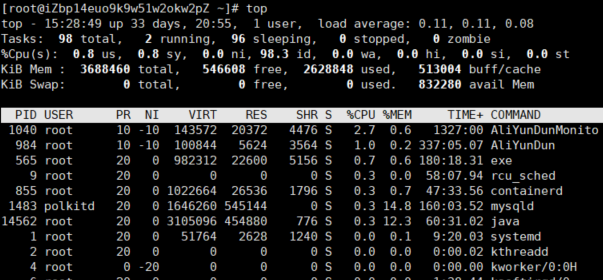 [root@iZbp14euo9k9w51w2okw2pZ ~]# top
top - 15:28:49 up 33 days, 20:55,  1 user,  load average: 0.11, 0.11, 0.08
Tasks:  98 total,   2 running,  96 sleeping,   0 stopped,   0 zombie
%Cpu(s):  0.8 us,  0.8 sy,  0.0 ni, 98.3 id,  0.0 wa,  0.0 hi,  0.0 si,  0.0 st
KiB Mem :  3688460 total,   546608 free,  2628848 used,   513004 buff/cache
KiB Swap:        0 total,        0 free,        0 used.   832280 avail Mem
PID USER      PR  NI    VIRT    RES    SHR S  %CPU %MEM     TIME+ COMMAND
1040 root      10 -10  143572  20372   4476 S   2.7  0.6   1327:00 AliYunDunMonito
984 root      10 -10  100844   5624   3564 S   1.0  0.2 337:05.07 AliYunDun
565 root      20   0  982312  22600   5156 S   0.7  0.6 180:18.31 exe
9 root      20   0       0      0      0 S   0.3  0.0  58:07.94 rcu_sched
855 root      20   0 1022664  26536   1796 S   0.3  0.7  47:33.56 containerd
1483 polkitd   20   0 1646260 545144      0 S   0.3 14.8 160:03.52 mysqld
14562 root      20   0 3105096 454880    776 S   0.3 12.3  60:31.02 java
1 root      20   0   51764   2628   1240 S   0.0  0.1   9:20.03 systemd
2 root      20   0       0      0      0 S   0.0  0.0   0:00.02 kthreadd
4 root       0 -20       0      0      0 S   0.0  0.0   0:00.00 kworker/0:0H